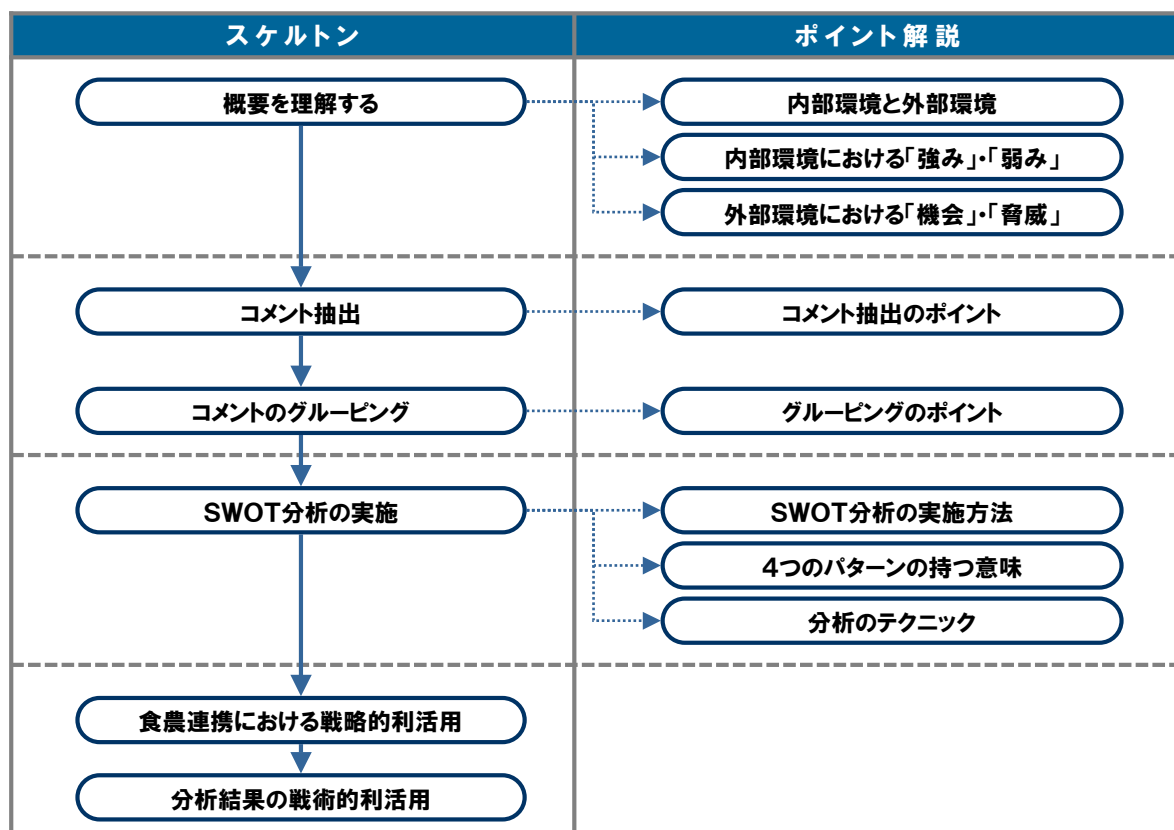 スケルトン
ポイント解説
概要を理解する
内部環境と外部環境
内部環境における「強み」・「弱み」
外部環境における「機会」・「脅威」
コメント抽出
コメント抽出のポイント
コメントのグルーピング
グルーピングのポイント
SWOT分析の実施
SWOT分析の実施方法
4つのパターンの持つ意味
分析のテクニック
食農連携における戦略的利活用
分析結果の戦術的利活用